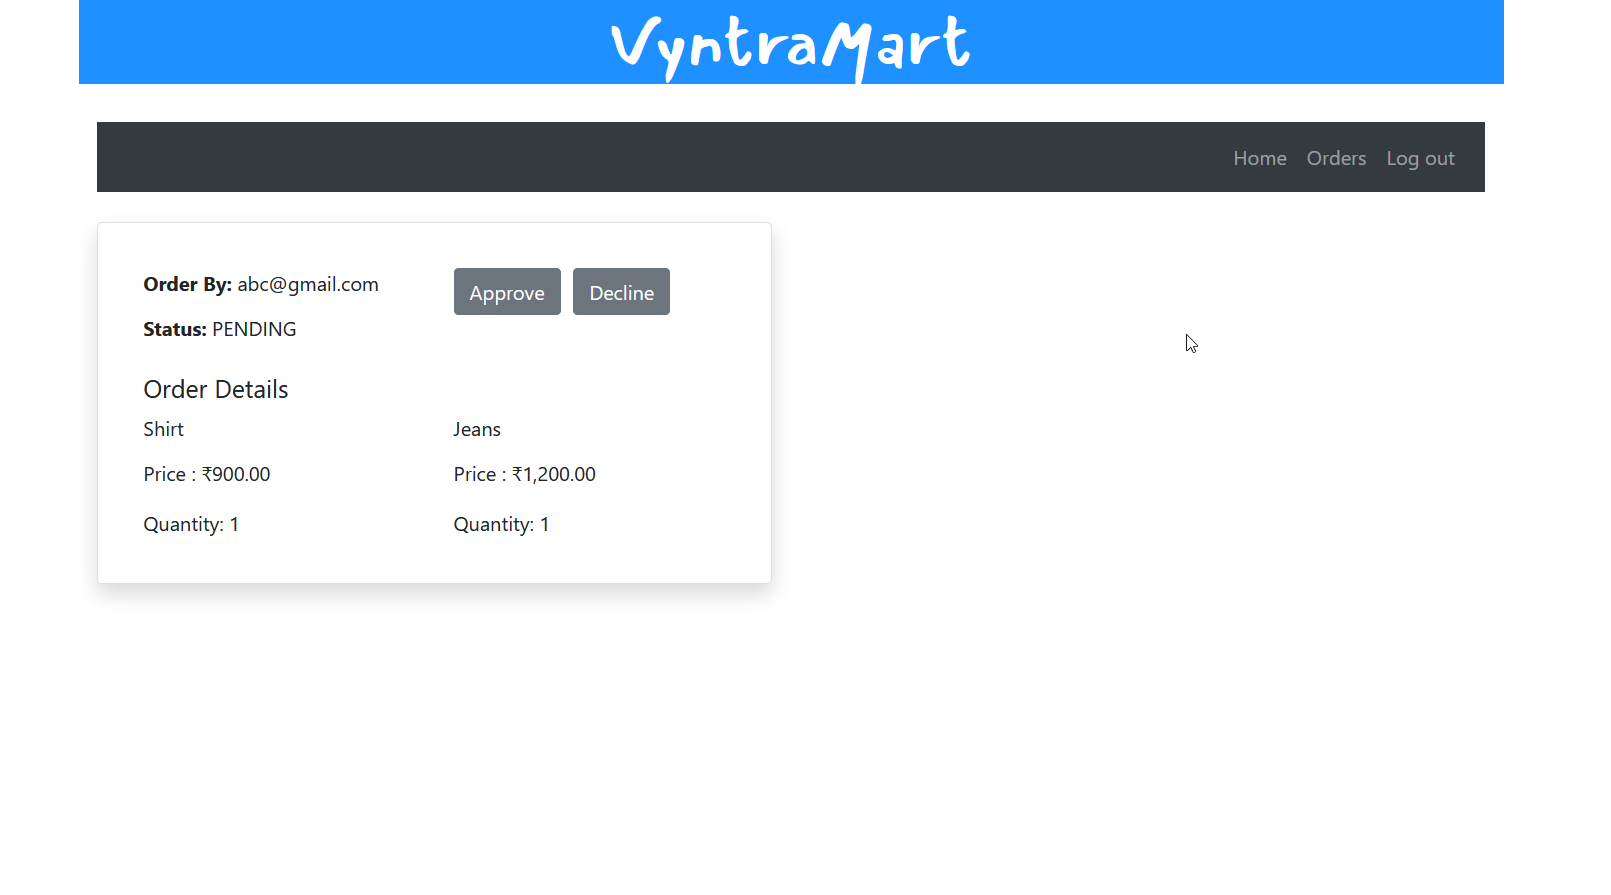 VyntraMart
Home Orders Log out
Order By: abc@gmail.com
Approve Decline
Status: PENDING
Order Details
Shirt Jeans
Price : ₹900.00 Price : ₹1,200.00
Quantity: 1 Quantity: 1